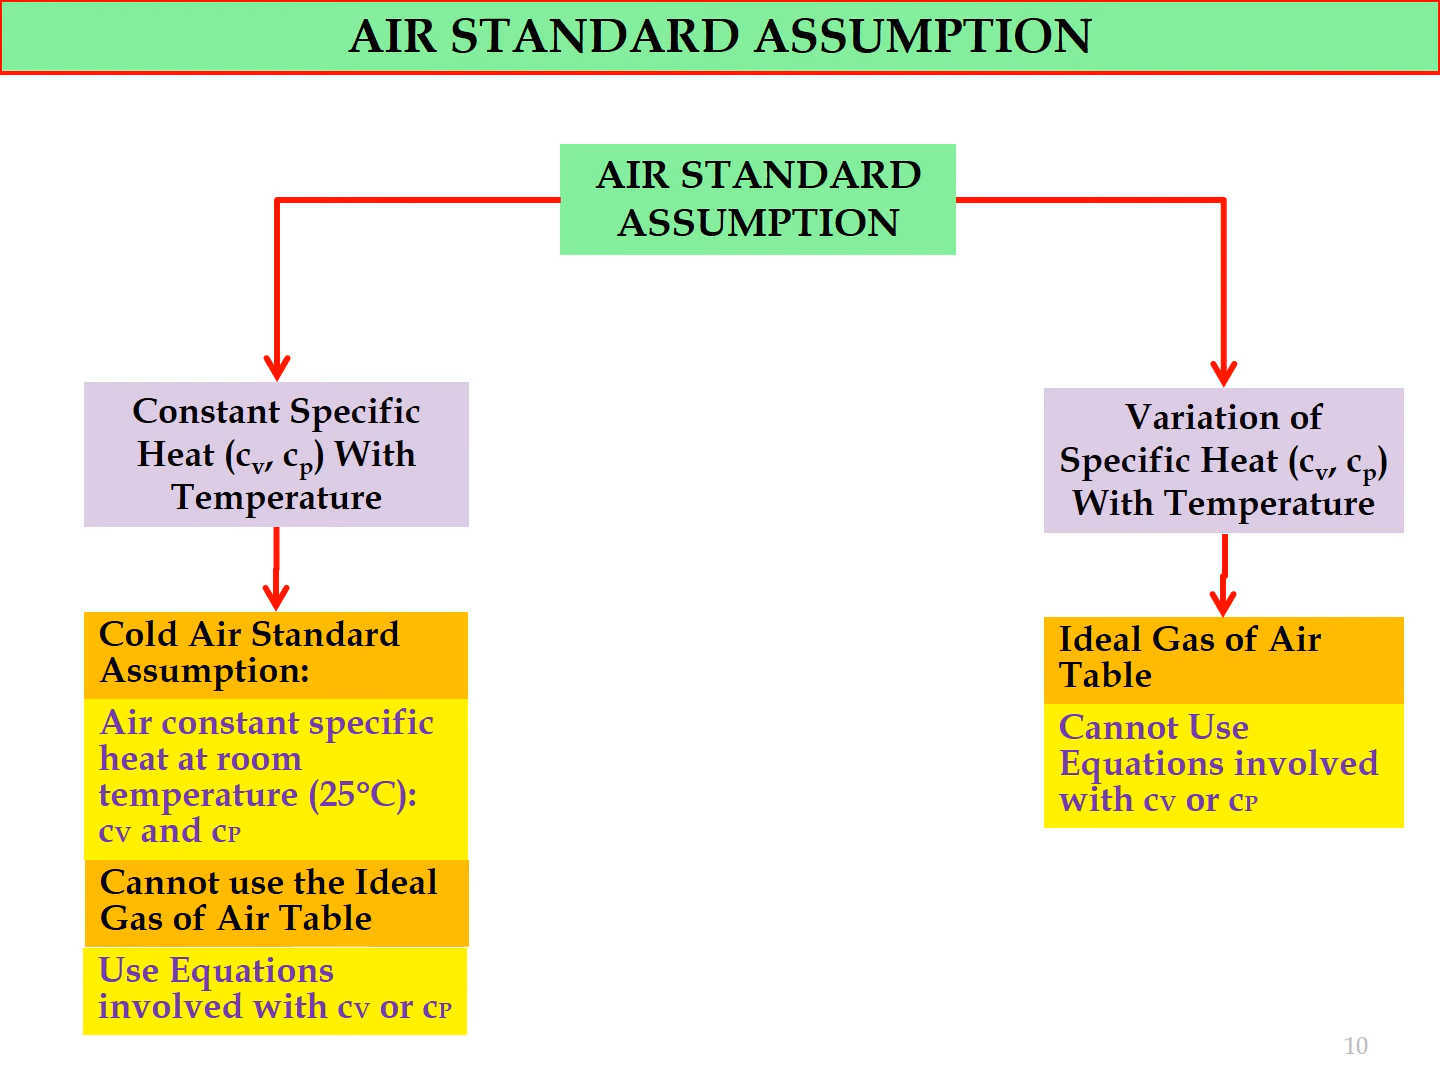 AIR STANDARD ASSUMPTION
AIR STANDARD
ASSUMPTION
Constant Specific
Heat (cv, cp) With
Temperature
Cold Air Standard
Assumption:
Air constant specific
heat at room
temperature (25°C):
cV and cP
Cannot use the Ideal
Gas of Air Table
Use Equations
involved with cV or cP
Variation of
Specific Heat (cv, cp)
With Temperature
Ideal Gas of Air
Table
Cannot Use
Equations involved
with cV or cP
10